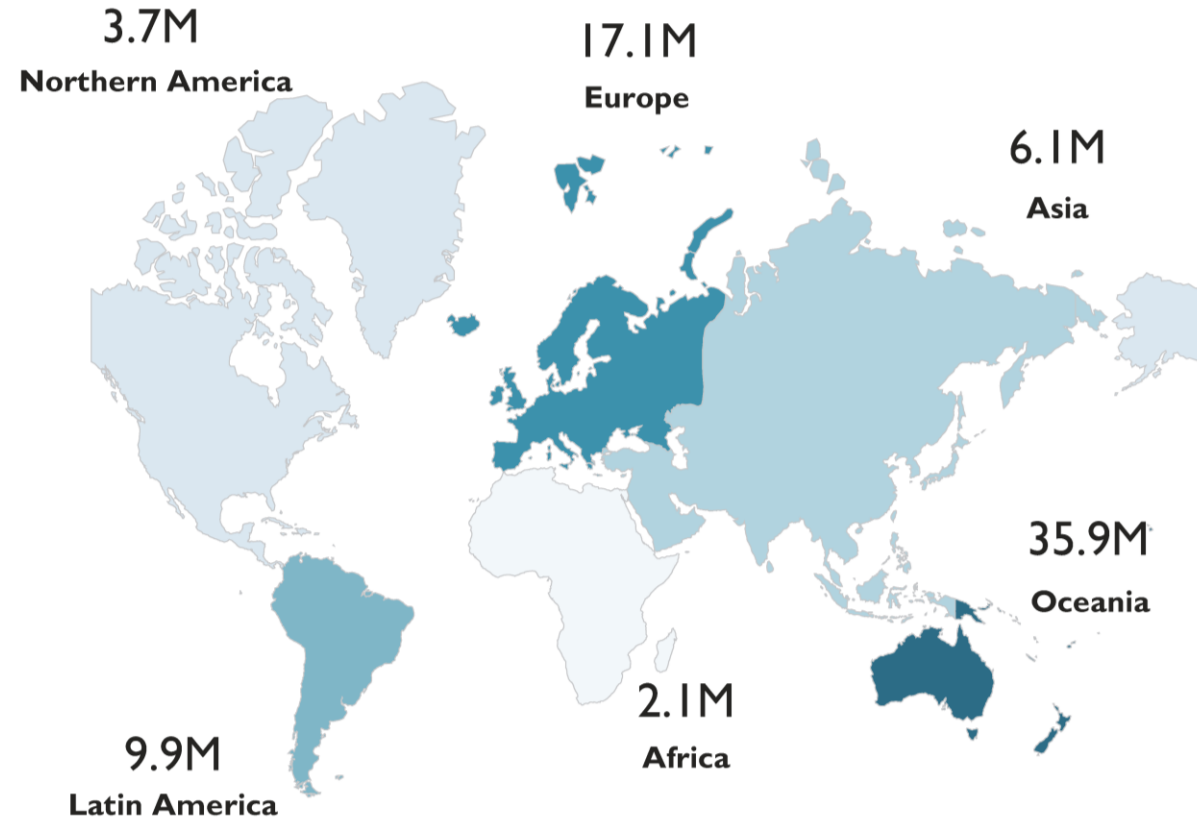 3.7M
Northern America
17.1M
Europe
6.1M
Asia
35.9M
Oceania
2.1M
Africa
9.9M
Latin America